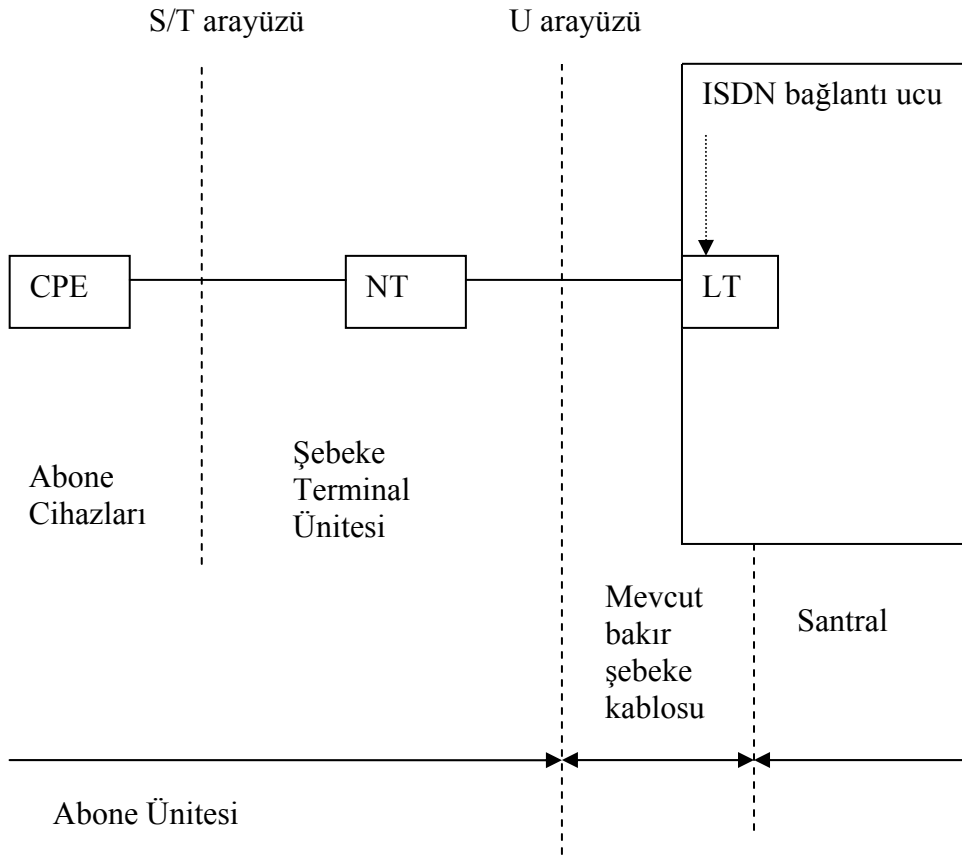 S/T arayüzü
U arayüzü
ISDN bağlantı ucu
CPE
NT
LT
Abone
Cihazları
Şebeke
Terminal
Ünitesi
Mevcut
bakır
şebeke
kablosu
Santral
Abone Ünitesi